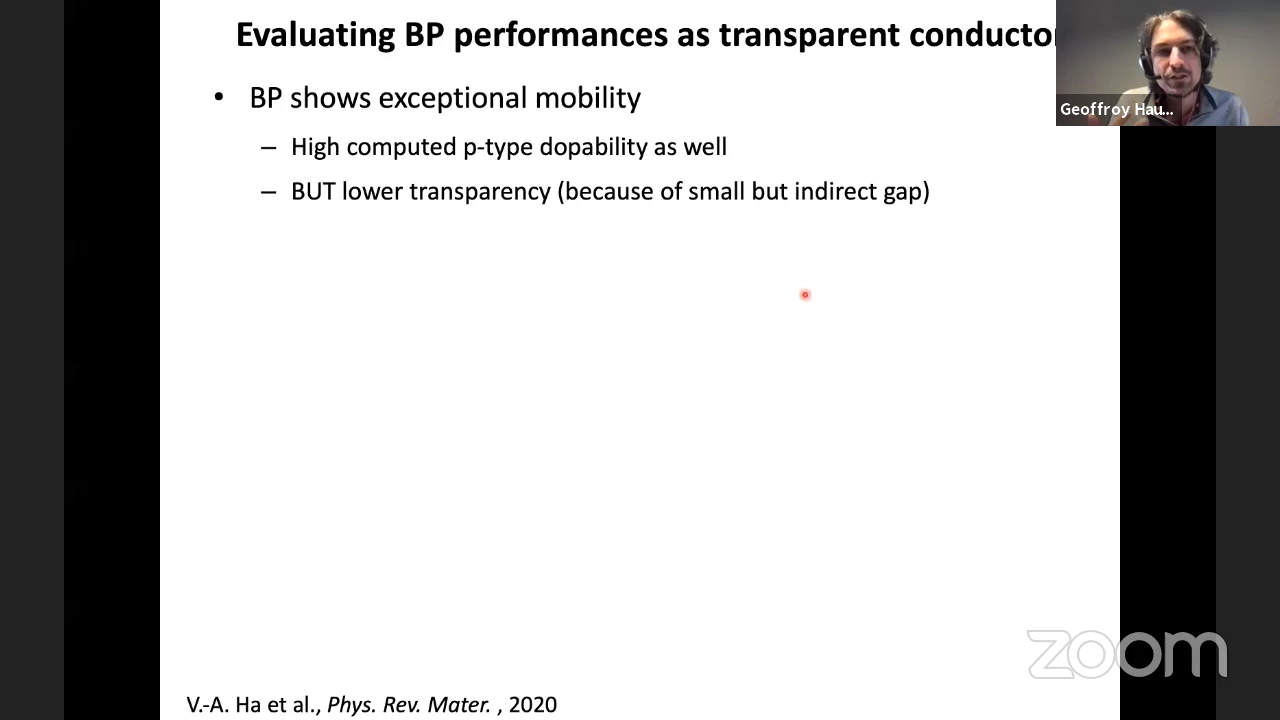 Evaluating BP performances as transparent conductor
Geoffroy Hau...
• BP shows exceptional mobility
– High computed p-type dopability as well
– BUT lower transparency (because of small but indirect gap)
zoom
V.-A. Ha et al., Phys. Rev. Mater. , 2020